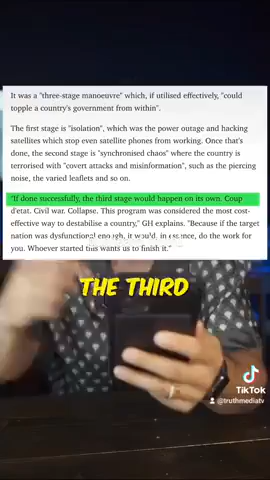 It was a "three-stage manoeuvre" which, if utilised effectively, "could
topple a country's government from within".
The first stage is "isolation", which was the power outage and hacking
satellites which stop even satellite phones from working. Once that's
done, the second stage is "synchronised chaos" where the country is
terrorised with "covert attacks and misinformation", such as the piercing
noise, the varied leaflets and so on.
"If done successfully, the third stage would happen on its own. Coup
d'etat. Civil war. Collapse. This program was considered the most cost-
effective way to destabilise a country," GH explains. "Because if the target
nation was dysfunctional enough, it would, in essence, do the work for
you. Whoever started this wants us to finish it."
THE THIRD
TikTok
@truthmediatv